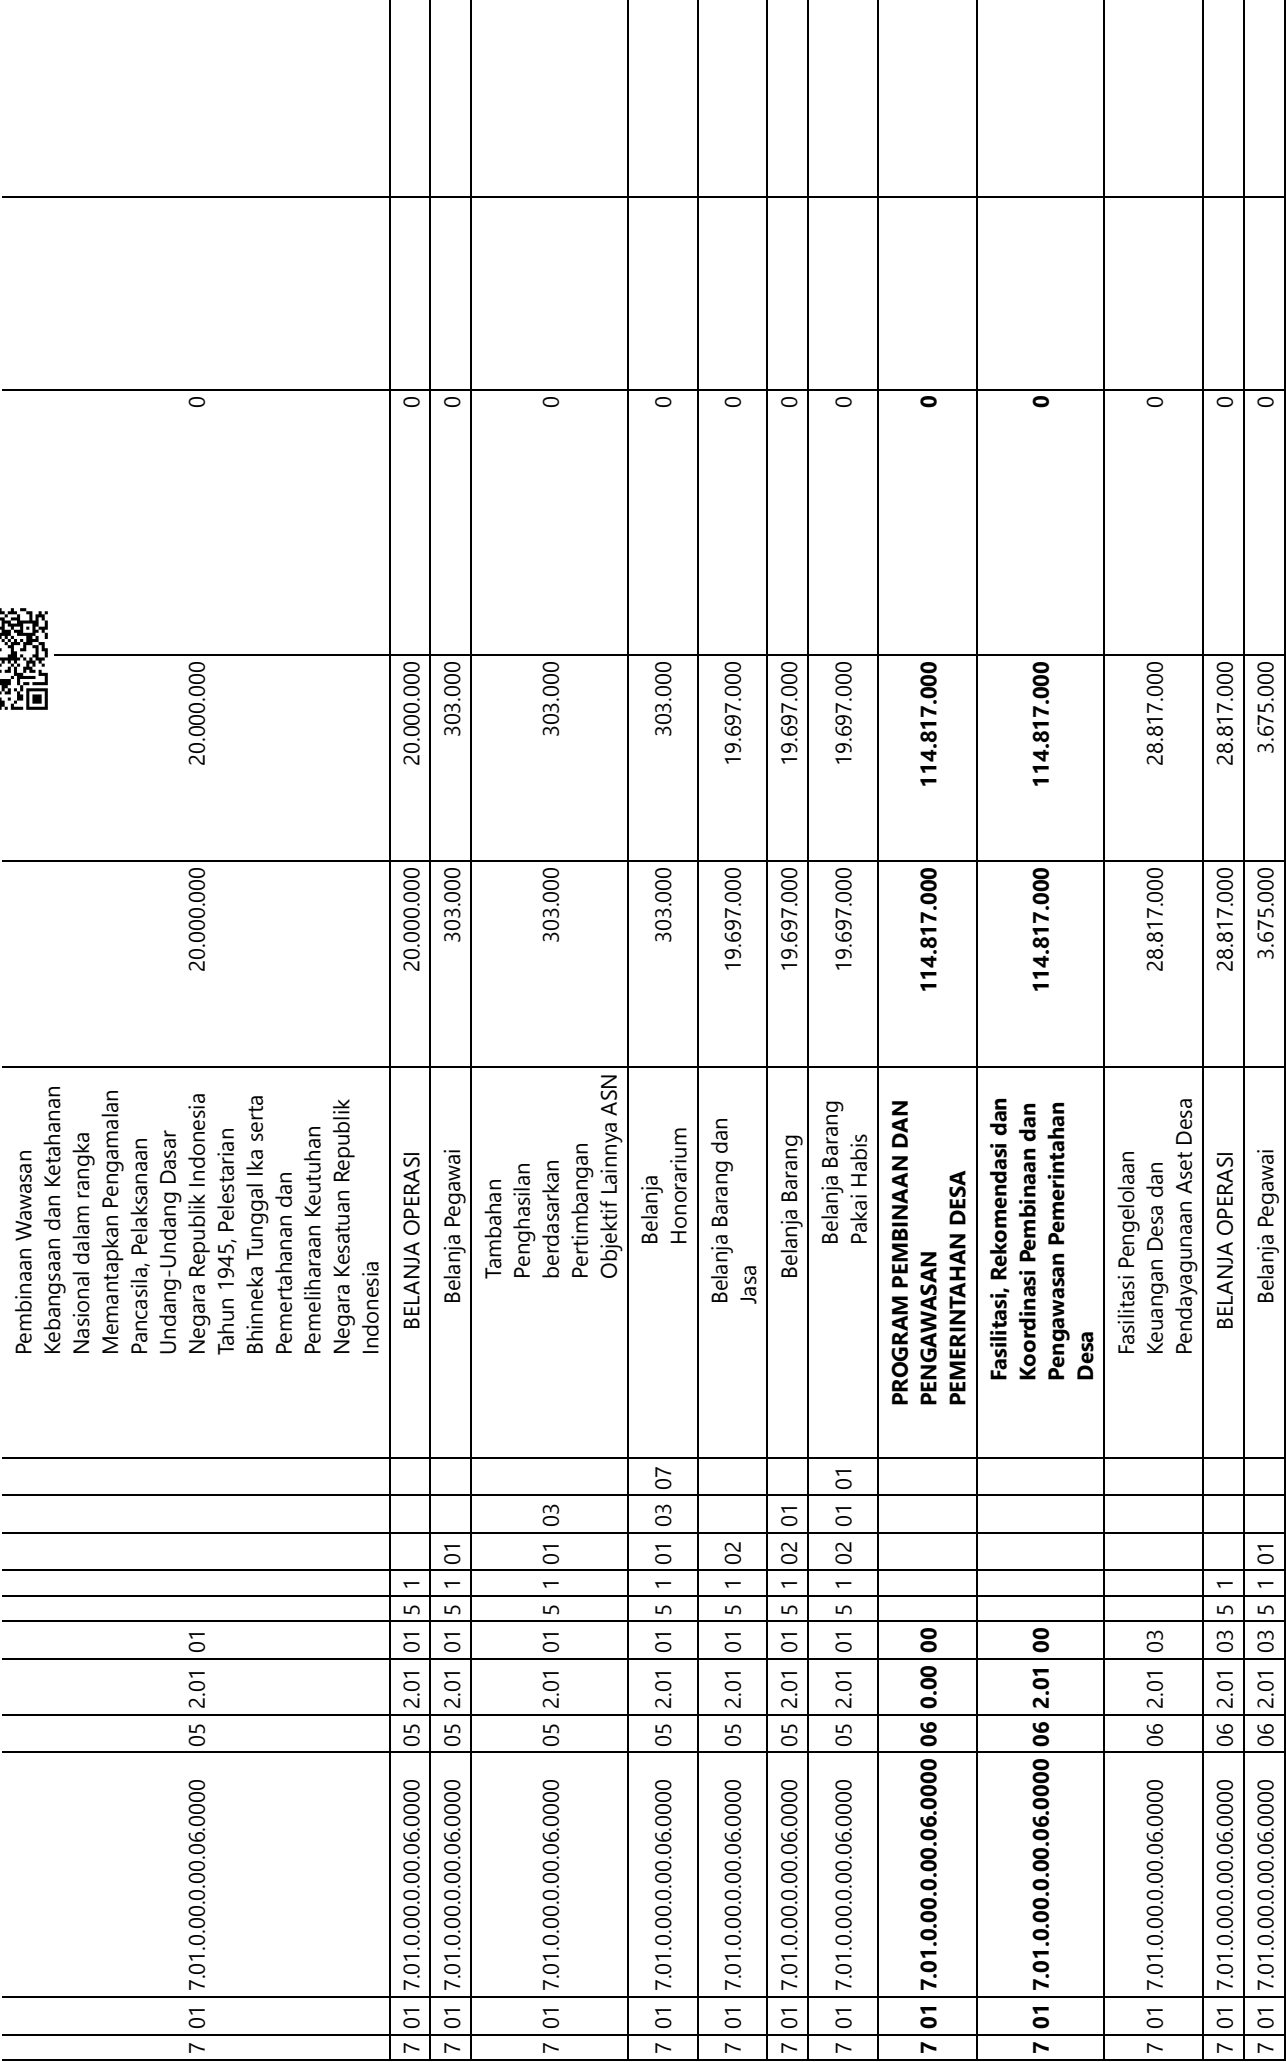 7 01 7.01.0.00.0.00.06.0000 05 2.01 01 Pembinaan Wawasan 20.000.000 20.000.000 0
Kebangsaan dan Ketahanan
Nasional dalam rangka
Memantapkan Pengamalan
Pancasila, Pelaksanaan
Undang-Undang Dasar
Negara Republik Indonesia
Tahun 1945, Pelestarian
Bhinneka Tunggal Ika serta
Pemertahanan dan
Pemeliharaan Keutuhan
Negara Kesatuan Republik
Indonesia
7 01 7.01.0.00.0.00.06.0000 05 2.01 01 5 1 BELANJA OPERASI 20.000.000 20.000.000 0
7 01 7.01.0.00.0.00.06.0000 05 2.01 01 5 1 01 Belanja Pegawai 303.000 303.000 0
7 01 7.01.0.00.0.00.06.0000 05 2.01 01 5 1 01 03 Tambahan 303.000 303.000 0
Penghasilan
berdasarkan
Pertimbangan
Objektif Lainnya ASN
7 01 7.01.0.00.0.00.06.0000 05 2.01 01 5 1 01 03 07 Belanja 303.000 303.000 0
Honorarium
7 01 7.01.0.00.0.00.06.0000 05 2.01 01 5 1 02 Belanja Barang dan 19.697.000 19.697.000 0
Jasa
7 01 7.01.0.00.0.00.06.0000 05 2.01 01 5 1 02 01 Belanja Barang 19.697.000 19.697.000 0
7 01 7.01.0.00.0.00.06.0000 05 2.01 01 5 1 02 01 01 Belanja Barang 19.697.000 19.697.000 0
Pakai Habis
7 01 7.01.0.00.0.00.06.0000 06 0.00 00 PROGRAM PEMBINAAN DAN 114.817.000 114.817.000 0
PENGAWASAN
PEMERINTAHAN DESA
7 01 7.01.0.00.0.00.06.0000 06 2.01 00 Fasilitasi, Rekomendasi dan 114.817.000 114.817.000 0
Koordinasi Pembinaan dan
Pengawasan Pemerintahan
Desa
7 01 7.01.0.00.0.00.06.0000 06 2.01 03 Fasilitasi Pengelolaan 28.817.000 28.817.000 0
Keuangan Desa dan
Pendayagunaan Aset Desa
7 01 7.01.0.00.0.00.06.0000 06 2.01 03 5 1 BELANJA OPERASI 28.817.000 28.817.000 0
7 01 7.01.0.00.0.00.06.0000 06 2.01 03 5 1 01 Belanja Pegawai 3.675.000 3.675.000 0